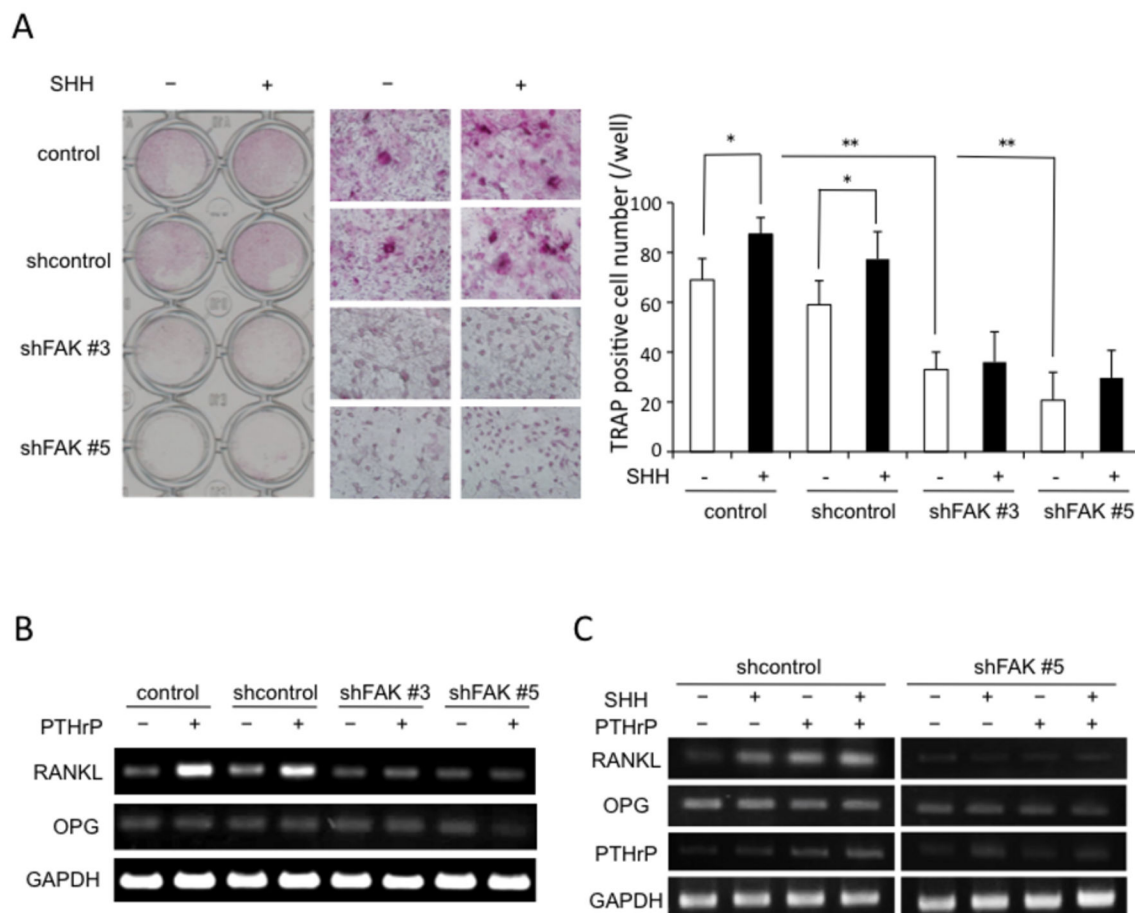 A
SHH − + − +
control
shcontrol
shFAK #3
shFAK #5
TRAP positive cell number (/well)
* ** **
*
100
80
60
40
20
0
SHH - + - + - + - +
control shcontrol shFAK #3 shFAK #5
B
control shcontrol shFAK #3 shFAK #5
PTHrP − + − + − + − +
RANKL
OPG
GAPDH
C
shcontrol shFAK #5
SHH − + − + − + − +
PTHrP − − + + − − + +
RANKL
OPG
PTHrP
GAPDH